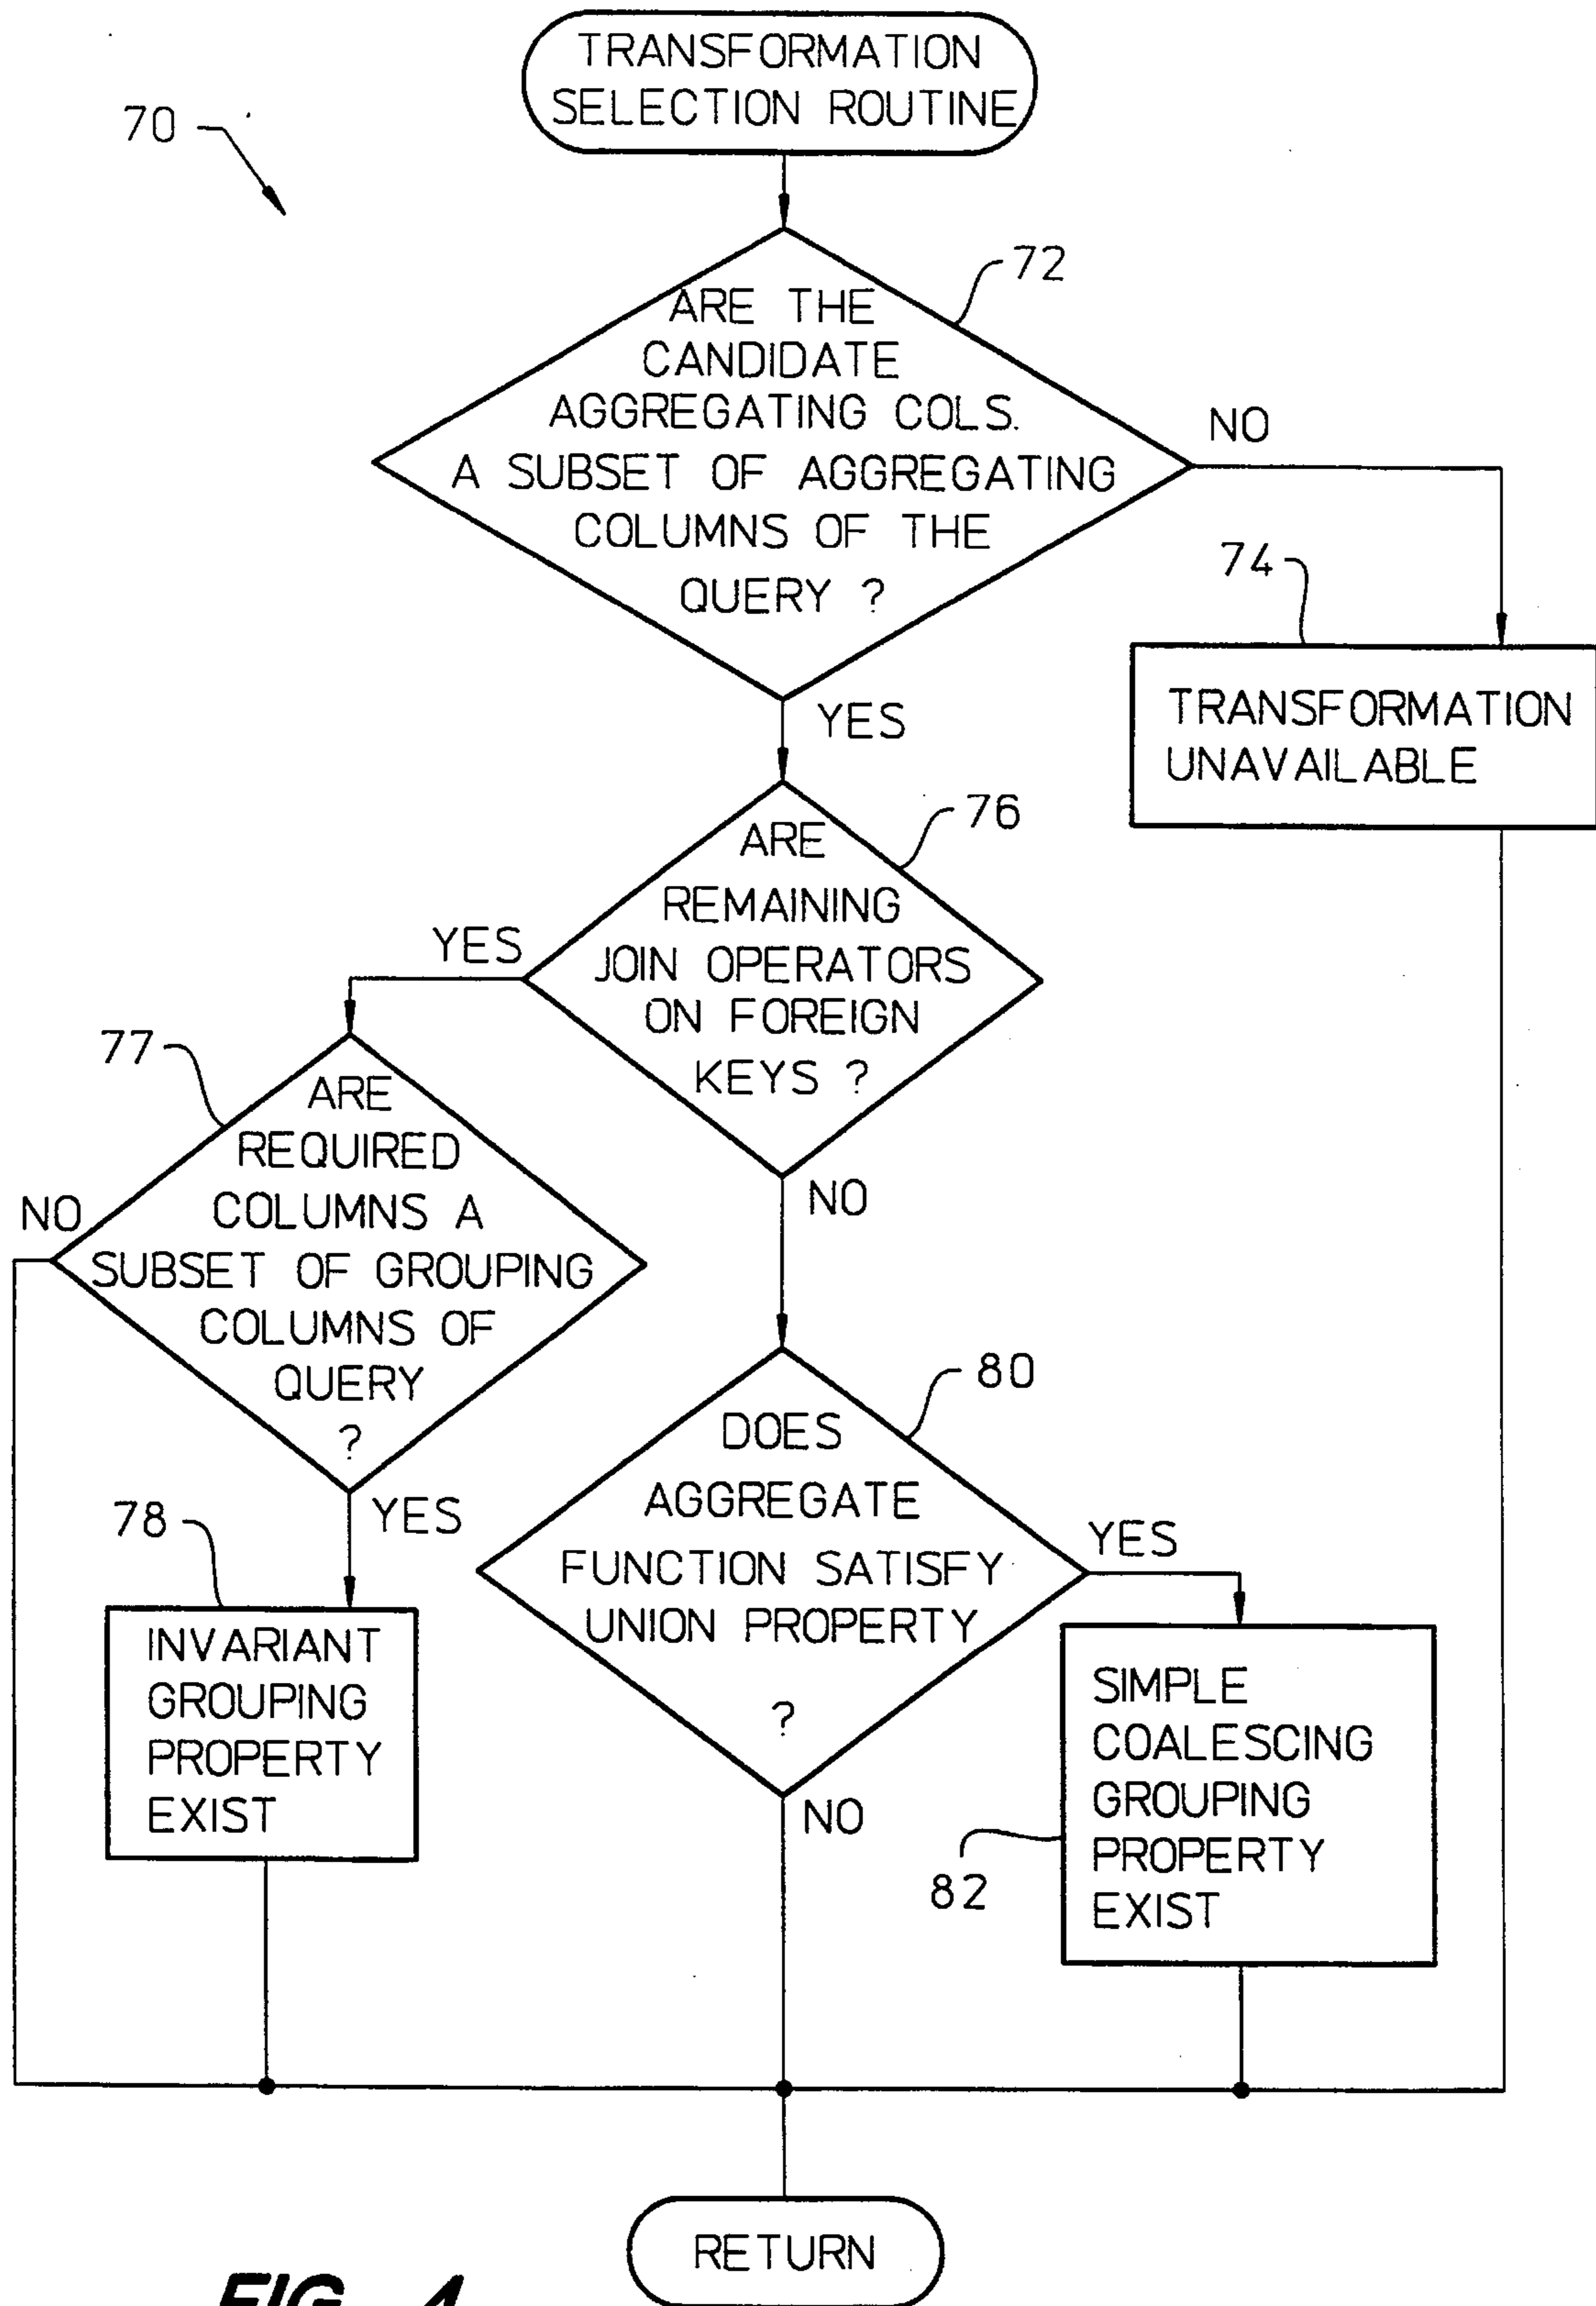 TRANSFORMATION
SELECTION ROUTINE
70
72
ARE THE
CANDIDATE
AGGREGATING COLS.
A SUBSET OF AGGREGATING
COLUMNS OF THE
QUERY ?
NO
74
TRANSFORMATION
UNAVAILABLE
YES
76
ARE
REMAINING
JOIN OPERATORS
ON FOREIGN
KEYS ?
YES
77
ARE
REQUIRED
COLUMNS A
SUBSET OF GROUPING
COLUMNS OF
QUERY
?
NO
NO
80
DOES
AGGREGATE
FUNCTION SATISFY
UNION PROPERTY
?
YES
78
YES
INVARIANT
GROUPING
PROPERTY
EXIST
SIMPLE
COALESCING
GROUPING
PROPERTY
EXIST
82
NO
RETURN
FIG. 4